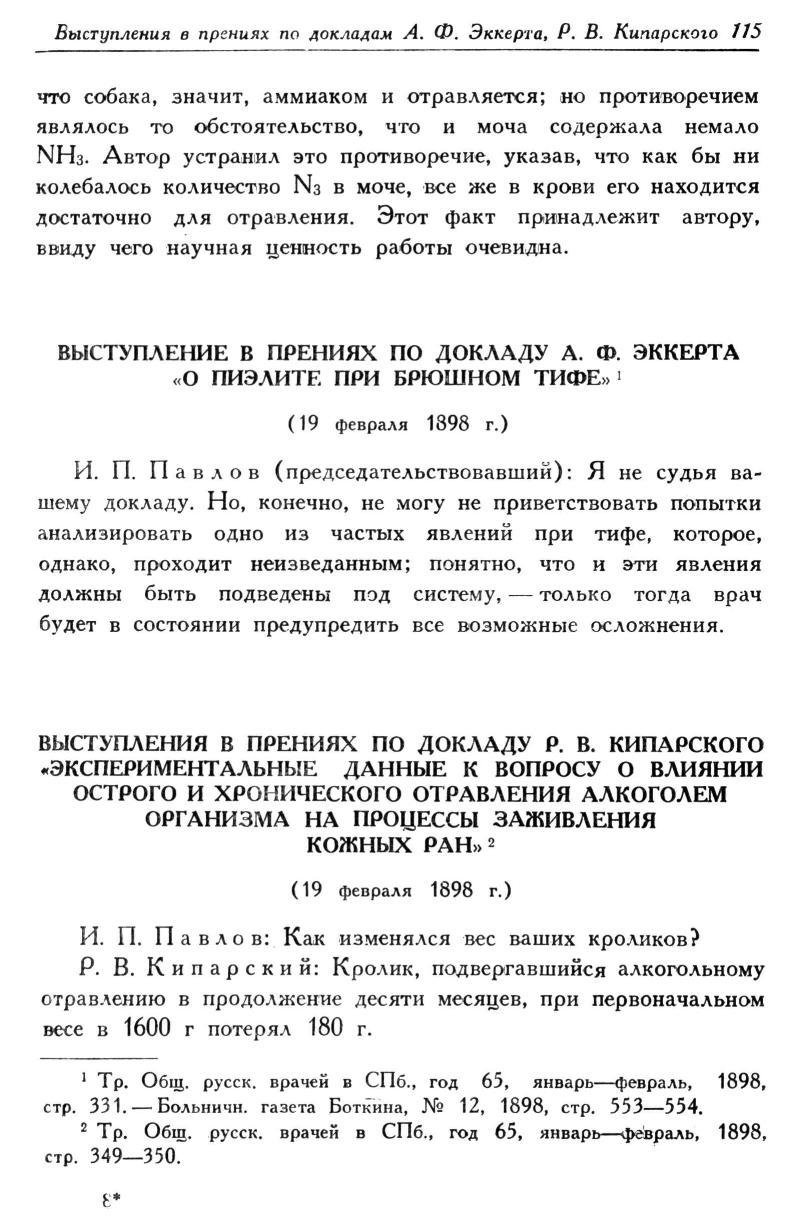 Выступления в прениях по докладам А. Ф. Эккерта, Р. В. Кипарского 115
что собака, значит, аммиаком и отравляется; но противоречием
являлось то обстоятельство, что и моча содержала немало
NH₃. Автор устранил это противоречие, указав, что как бы ни
колебалось количество N₃ в моче, все же в крови его находится
достаточно для отравления. Этот факт принадлежит автору,
ввиду чего научная ценность работы очевидна.
ВЫСТУПЛЕНИЕ В ПРЕНИЯХ ПО ДОКЛАДУ А. Ф. ЭККЕРТА
«О ПИЭЛИТЕ ПРИ БРЮШНОМ ТИФЕ» ¹
(19 февраля 1898 г.)
И. П. Павлов (председательствовавший): Я не судья ва-
шему докладу. Но, конечно, не могу не приветствовать попытки
анализировать одно из частых явлений при тифе, которое,
однако, проходит неизведанным; понятно, что и эти явления
должны быть подведены под систему, — только тогда врач
будет в состоянии предупредить все возможные осложнения.
ВЫСТУПЛЕНИЯ В ПРЕНИЯХ ПО ДОКЛАДУ Р. В. КИПАРСКОГО
«ЭКСПЕРИМЕНТАЛЬНЫЕ ДАННЫЕ К ВОПРОСУ О ВЛИЯНИИ
ОСТРОГО И ХРОНИЧЕСКОГО ОТРАВЛЕНИЯ АЛКОГОЛЕМ
ОРГАНИЗМА НА ПРОЦЕССЫ ЗАЖИВЛЕНИЯ
КОЖНЫХ РАН» ²
(19 февраля 1898 г.)
И. П. Павлов: Как изменялся вес ваших кроликов?
Р. В. Кипарский: Кролик, подвергавшийся алкогольному
отравлению в продолжение десяти месяцев, при первоначальном
весе в 1600 г потерял 180 г.
¹ Тр. Общ. русск. врачей в СПб., год 65, январь—февраль, 1898,
стр. 331. — Больничн. газета Боткина, № 12, 1898, стр. 553—554.
² Тр. Общ. русск. врачей в СПб., год 65, январь—февраль, 1898,
стр. 349—350.
8*